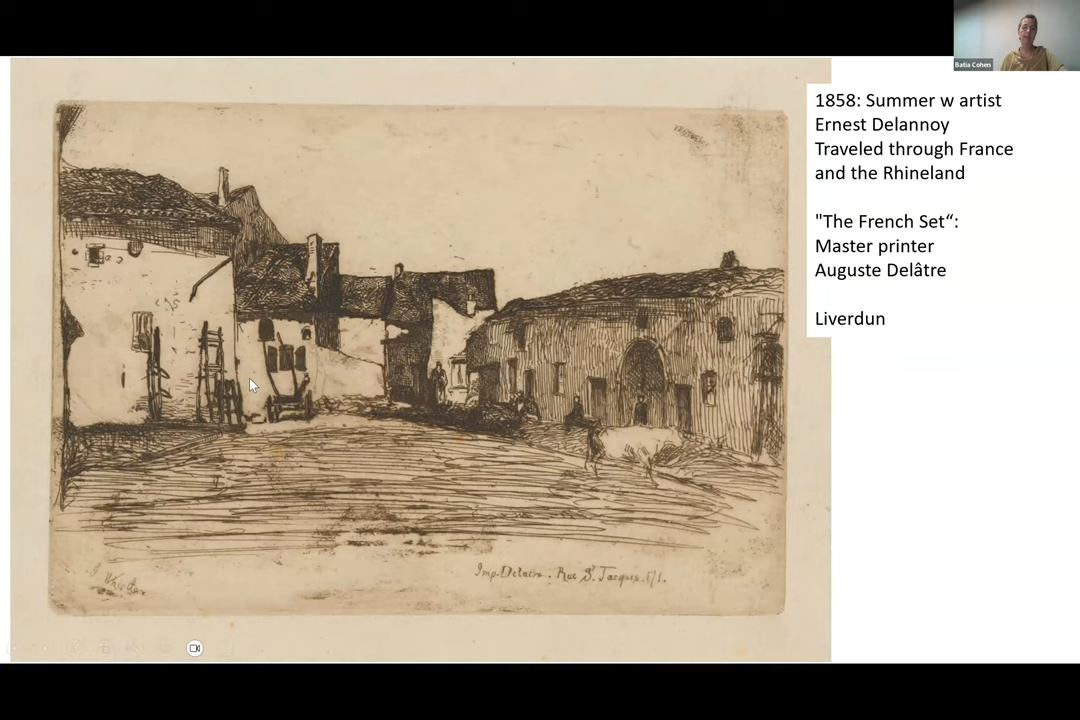 Batia Cohen
1858: Summer w artist
Ernest Delannoy
Traveled through France
and the Rhineland
"The French Set“:
Master printer
Auguste Delâtre
Liverdun
J. Whistler
Imp. Delatre. Rue St. Jacques. 171.